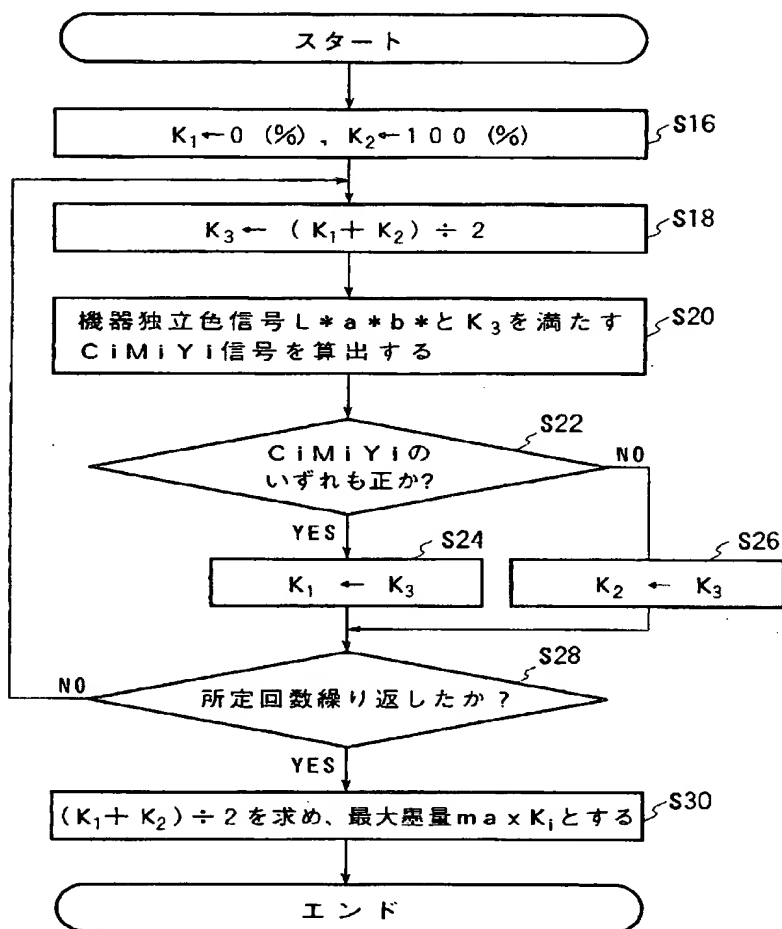 スタート
K₁←0 (%) , K₂←100 (%)
S16
K₃← (K₁+K₂)÷2
S18
機器独立色信号L*a*b*とK₃を満たす
CiMiYi信号を算出する
S20
S22
CiMiYiの
いずれも正か?
NO
YES
S24
K₁ ← K₃
S26
K₂ ← K₃
S28
NO
所定回数繰り返したか?
YES
(K₁+K₂)÷2を求め、最大墨量maxKᵢとする
S30
エンド